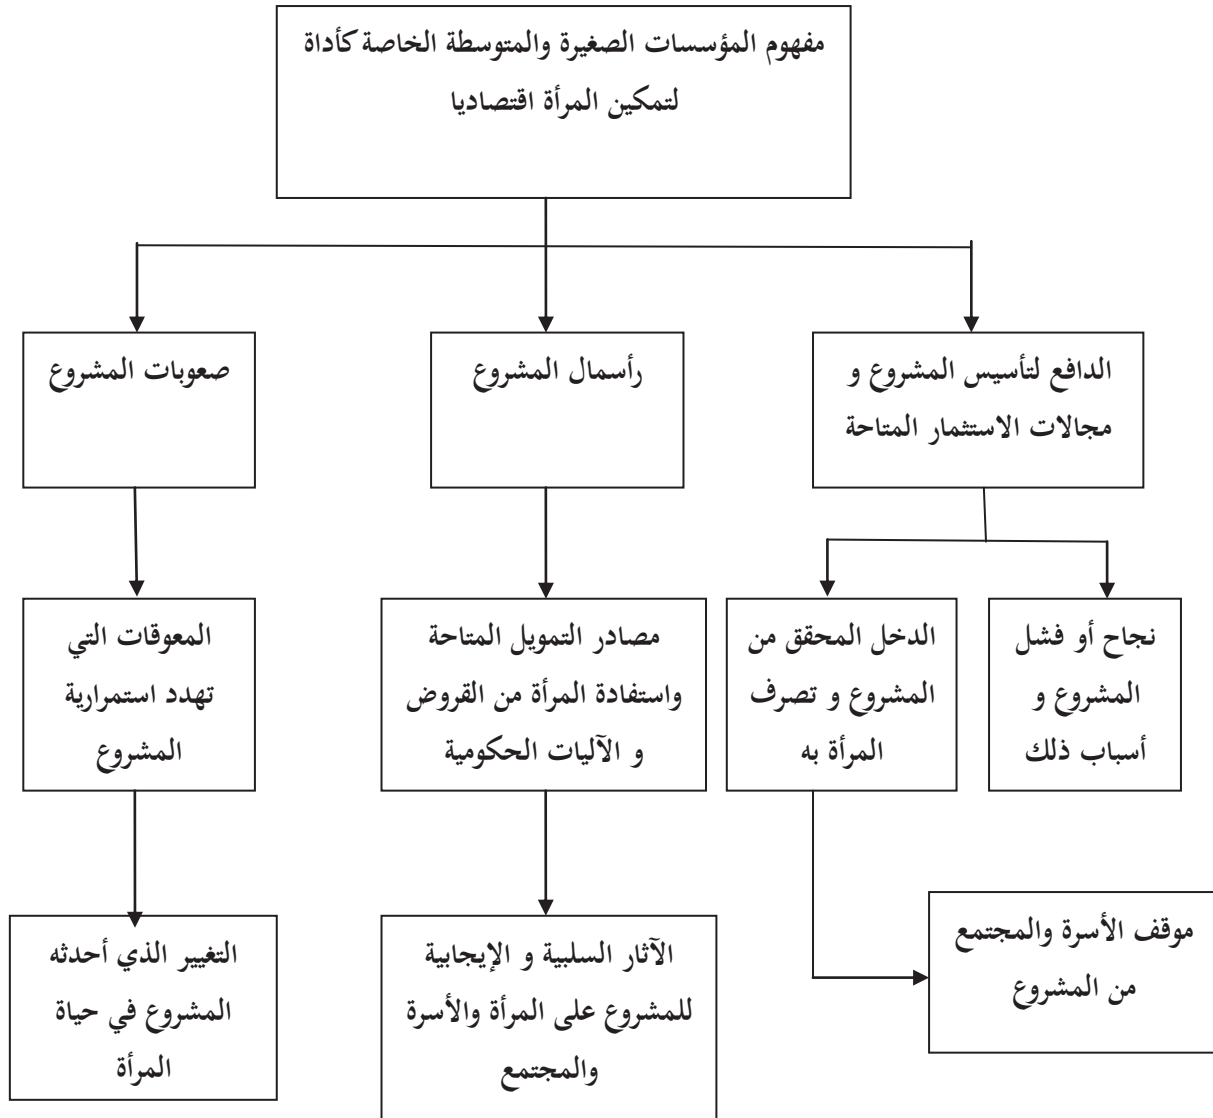 مفهوم المؤسسات الصغيرة والمتوسطة الخاصة كأداة
لتمكين المرأة اقتصاديا
الدافع لتأسيس المشروع و
مجالات الاستثمار المتاحة
رأسمال المشروع
صعوبات المشروع
نجاح أو فشل
المشروع و
أسباب ذلك
الدخل المحقق من
المشروع و تصرف
المرأة به
مصادر التمويل المتاحة
واستفادة المرأة من القروض
و الآليات الحكومية
المعوقات التي
تهدد استمرارية
المشروع
موقف الأسرة والمجتمع
من المشروع
الآثار السلبية و الإيجابية
للمشروع على المرأة والأسرة
والمجتمع
التغيير الذي أحدثه
المشروع في حياة
المرأة